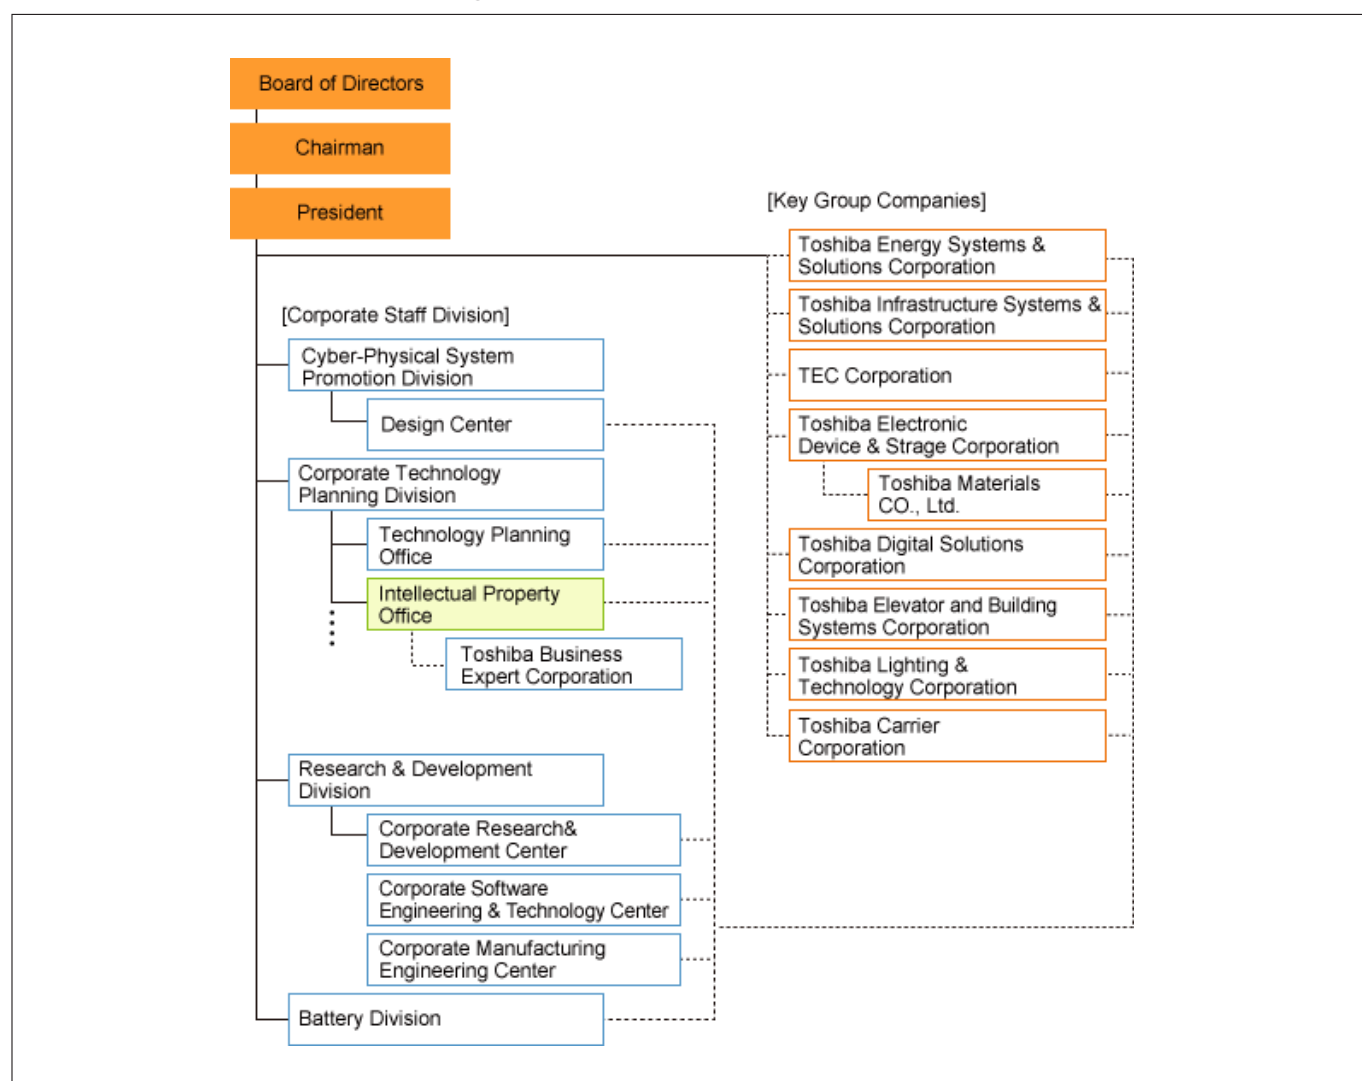 Board of Directors
Chairman
President
[Corporate Staff Division]
Cyber-Physical System
Promotion Division
Design Center
Corporate Technology
Planning Division
Technology Planning
Office
Intellectual Property
Office
Toshiba Business
Expert Corporation
Research & Development
Division
Corporate Research&
Development Center
Corporate Software
Engineering & Technology Center
Corporate Manufacturing
Engineering Center
Battery Division
[Key Group Companies]
Toshiba Energy Systems &
Solutions Corporation
Toshiba Infrastructure Systems &
Solutions Corporation
TEC Corporation
Toshiba Electronic
Device & Strage Corporation
Toshiba Materials
CO., Ltd.
Toshiba Digital Solutions
Corporation
Toshiba Elevator and Building
Systems Corporation
Toshiba Lighting &
Technology Corporation
Toshiba Carrier
Corporation